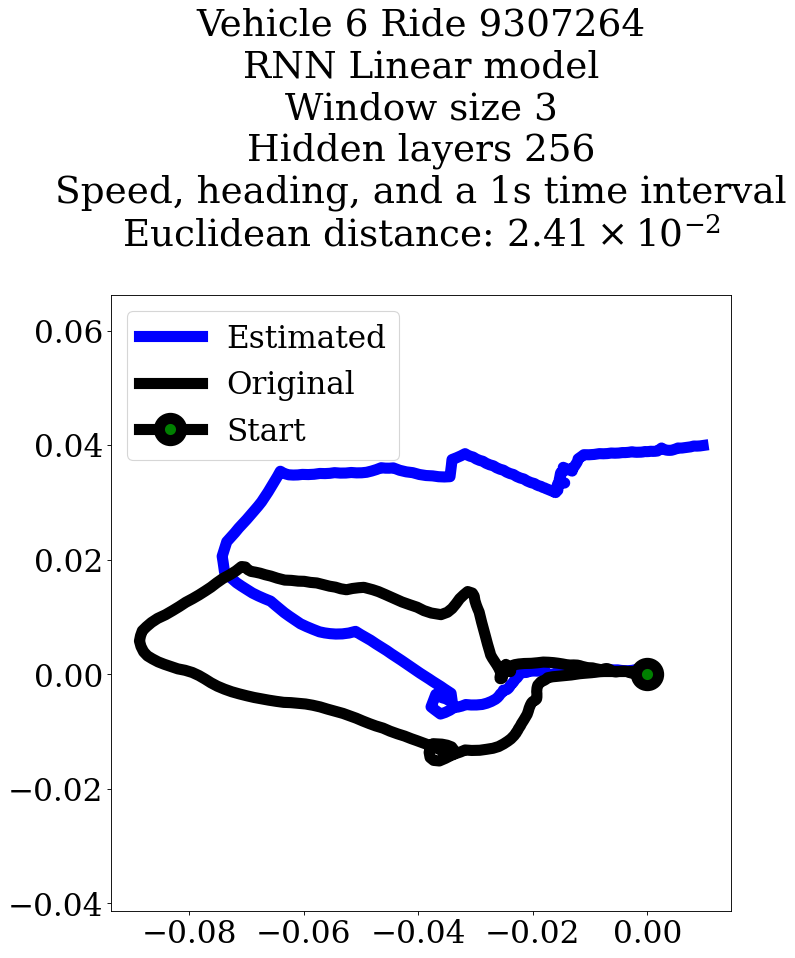 Vehicle 6 Ride 9307264
RNN Linear model
Window size 3
Hidden layers 256
Speed, heading, and a 1s time interval
Euclidean distance: 2.41 × 10⁻²
Estimated
Original
Start
0.06
0.04
0.02
0.00
−0.02
−0.04
−0.08 −0.06 −0.04 −0.02 0.00